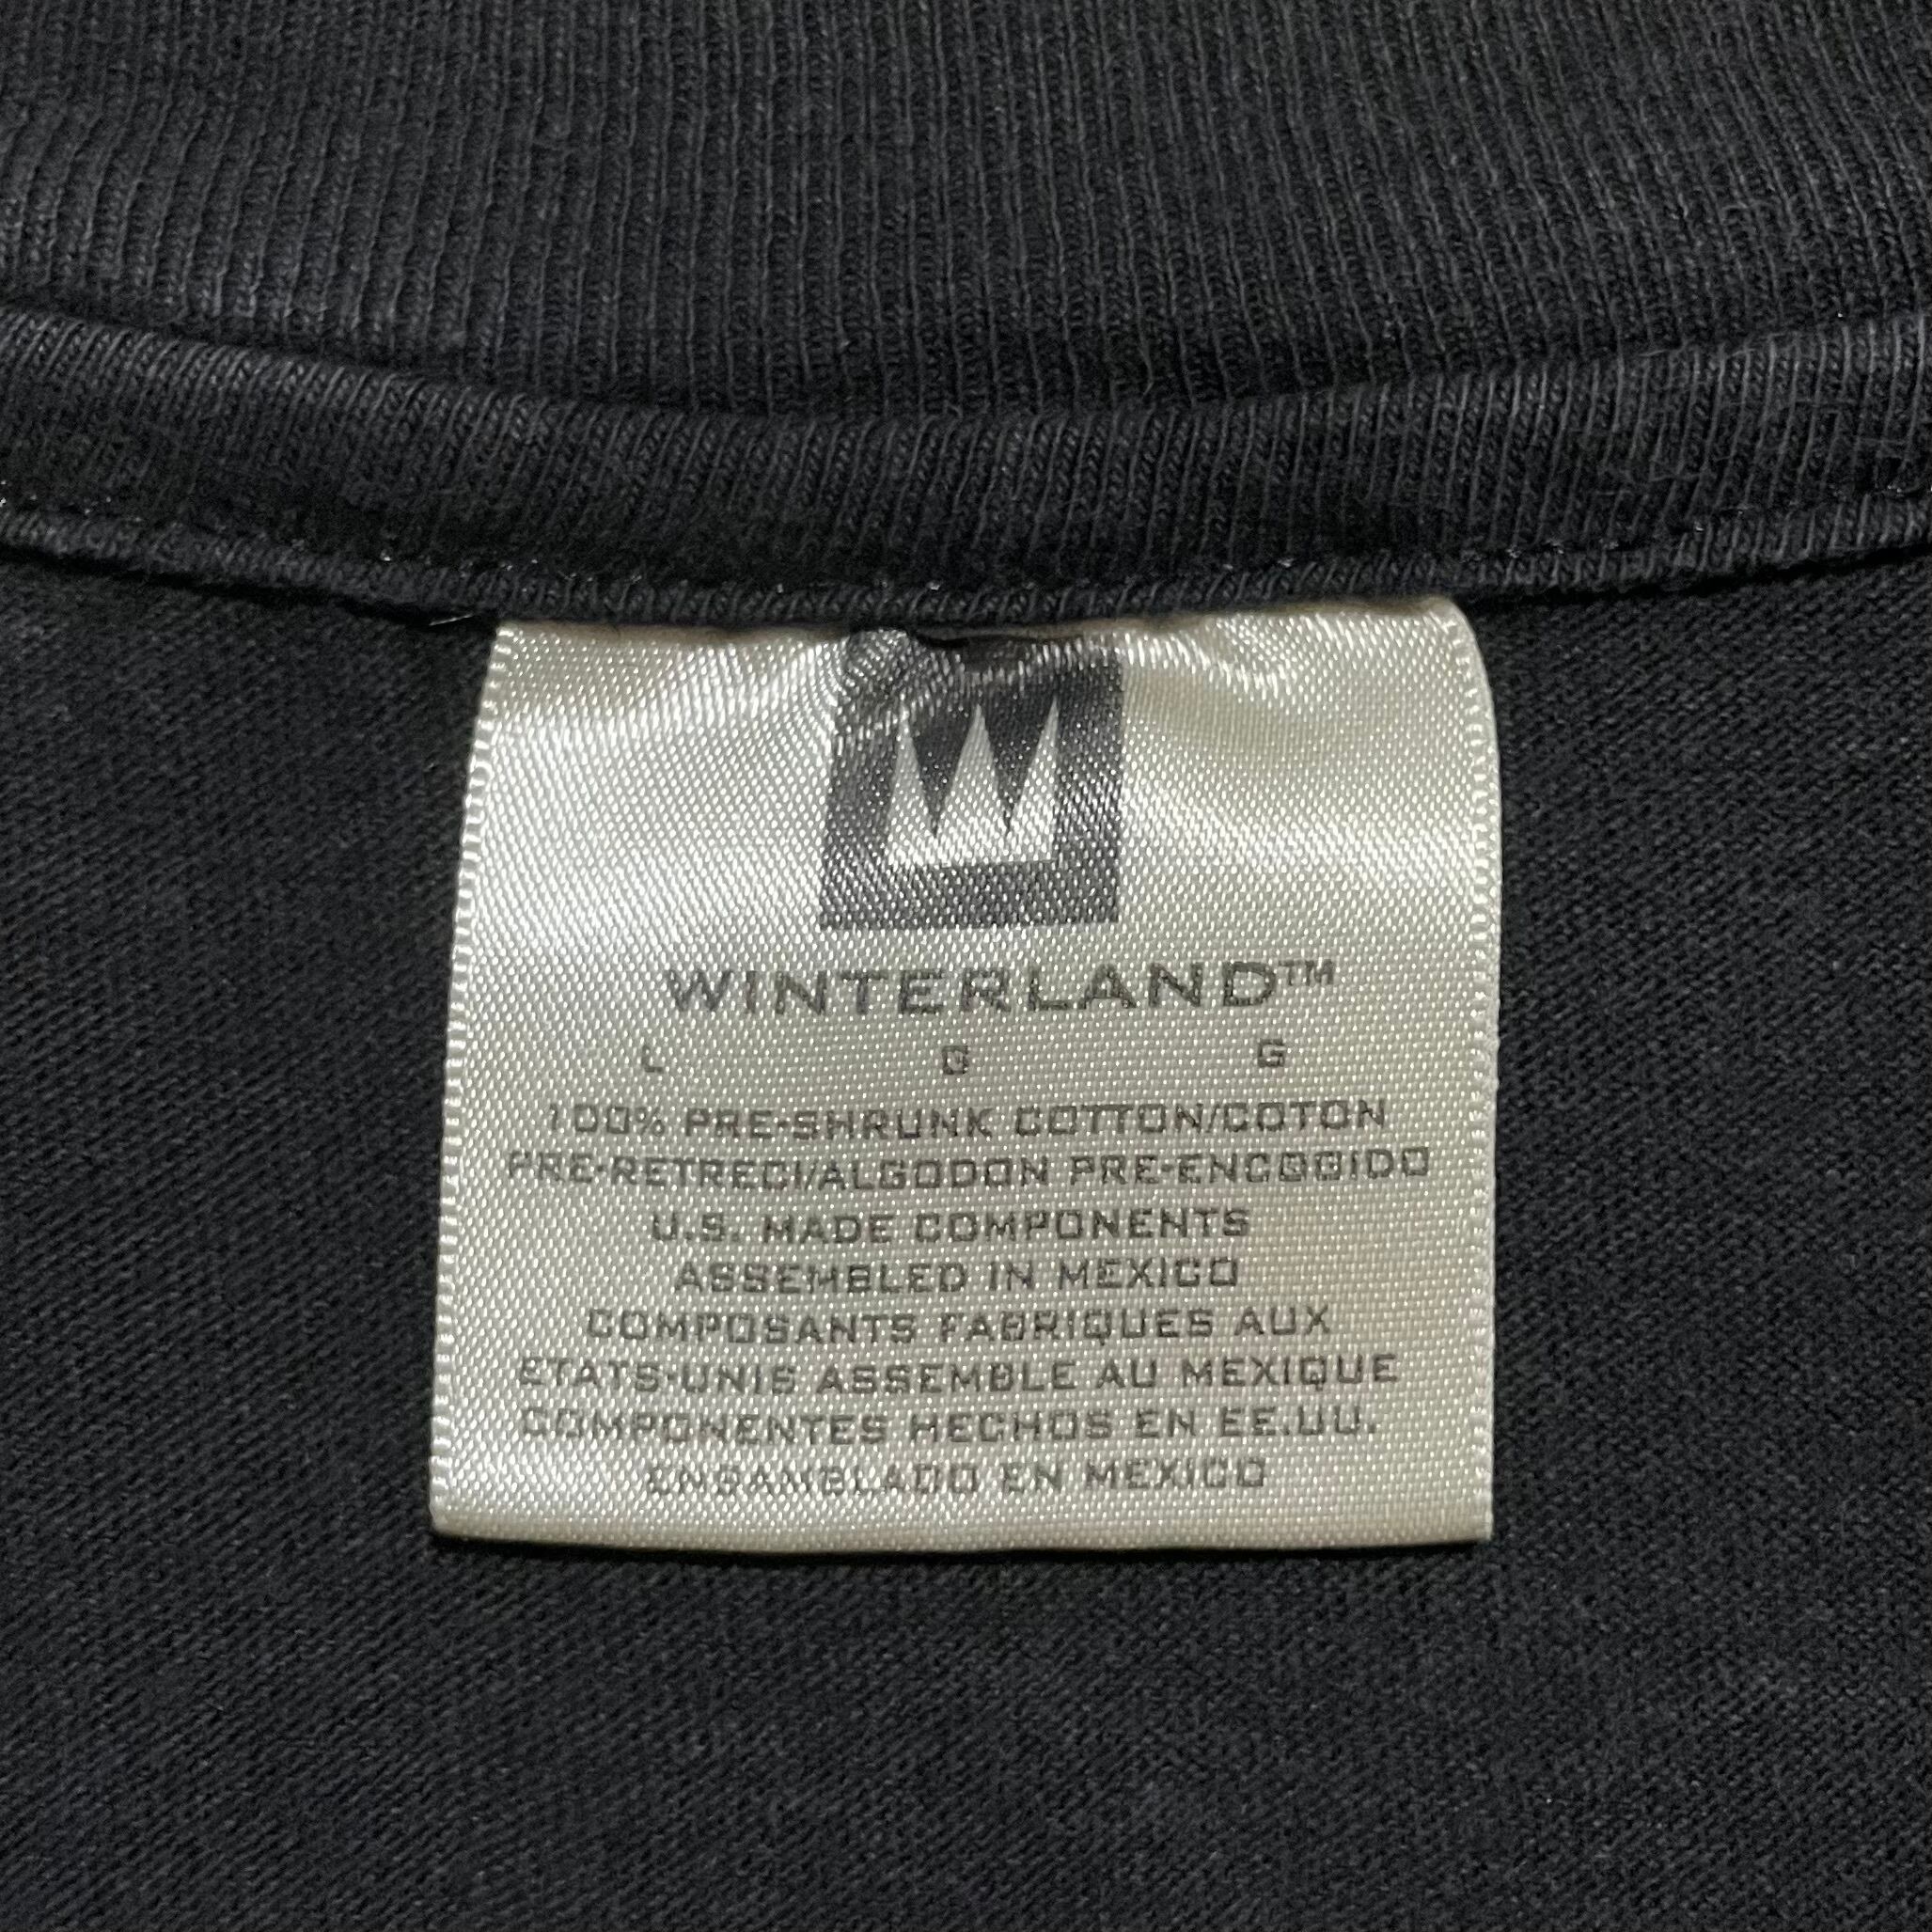 WINTERLAND™
L G G
100% PRE-SHRUNK COTTON/COTON
PRE-RETRECI/ALGODON PRE-ENCOGIDO
U.S. MADE COMPONENTS
ASSEMBLED IN MEXICO
COMPOSANTS FABRIQUES AUX
ETATS-UNIS ASSEMBLE AU MEXIQUE
COMPONENTES HECHOS EN EE.UU.
ENSAMBLADO EN MEXICO